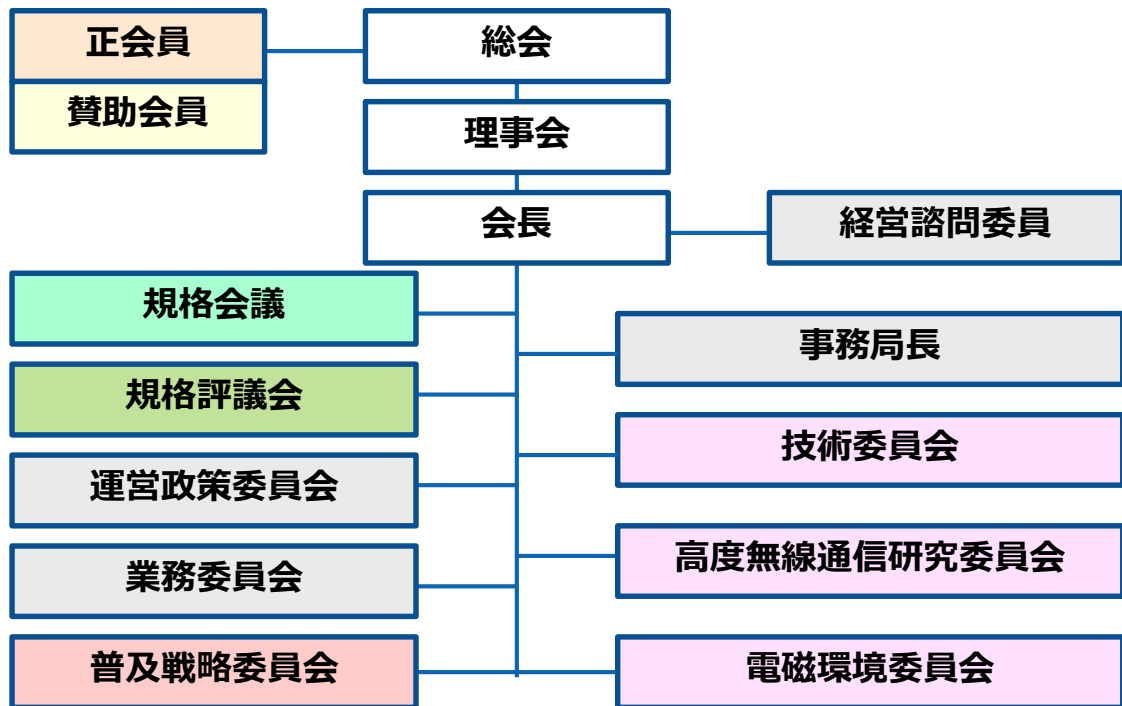 正会員
総会
賛助会員
理事会
会長
経営諮問委員
規格会議
事務局長
規格評議会
技術委員会
運営政策委員会
高度無線通信研究委員会
業務委員会
普及戦略委員会
電磁環境委員会